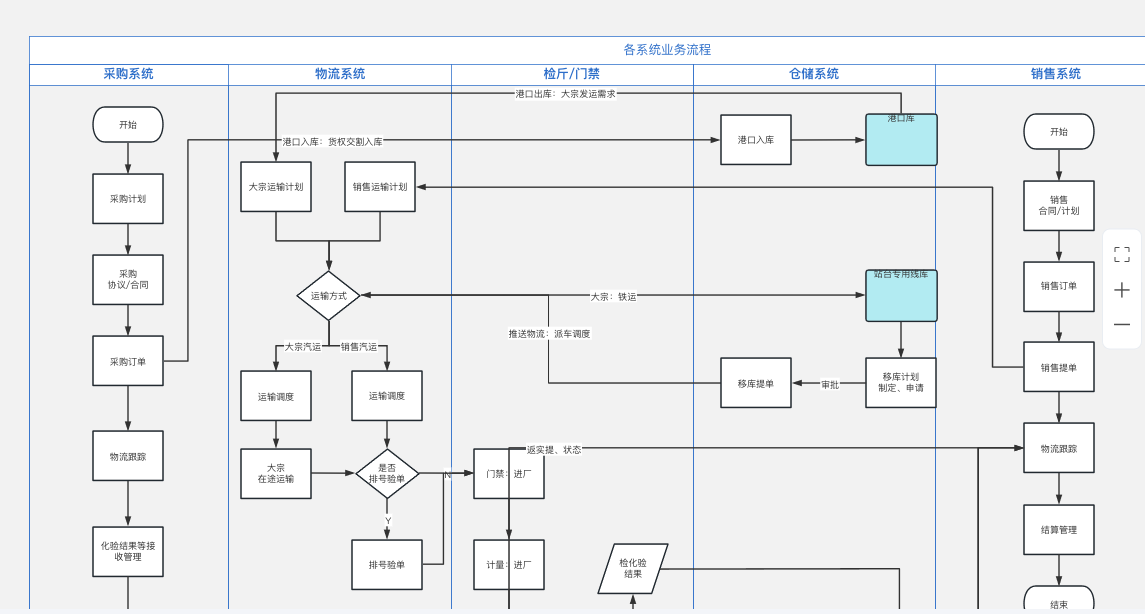 各系统业务流程
采购系统
物流系统
检斤/门禁
仓储系统
销售系统
港口出库：大宗发运需求
港口库
开始
开始
港口入库：货权交割入库
港口入库
大宗运输计划
销售运输计划
采购计划
销售
合同/计划
采购
协议/合同
站台专用线库
销售订单
运输方式
大宗：铁运
推送物流：派车调度
大宗汽运
销售汽运
采购订单
销售提单
移库提单
审批
移库计划
制定、申请
运输调度
运输调度
返实提、状态
物流跟踪
物流跟踪
大宗
在途运输
是否
排号验单
N
门禁：进厂
Y
结算管理
化验结果等接
收管理
排号验单
计量：进厂
检化验
结果
结束